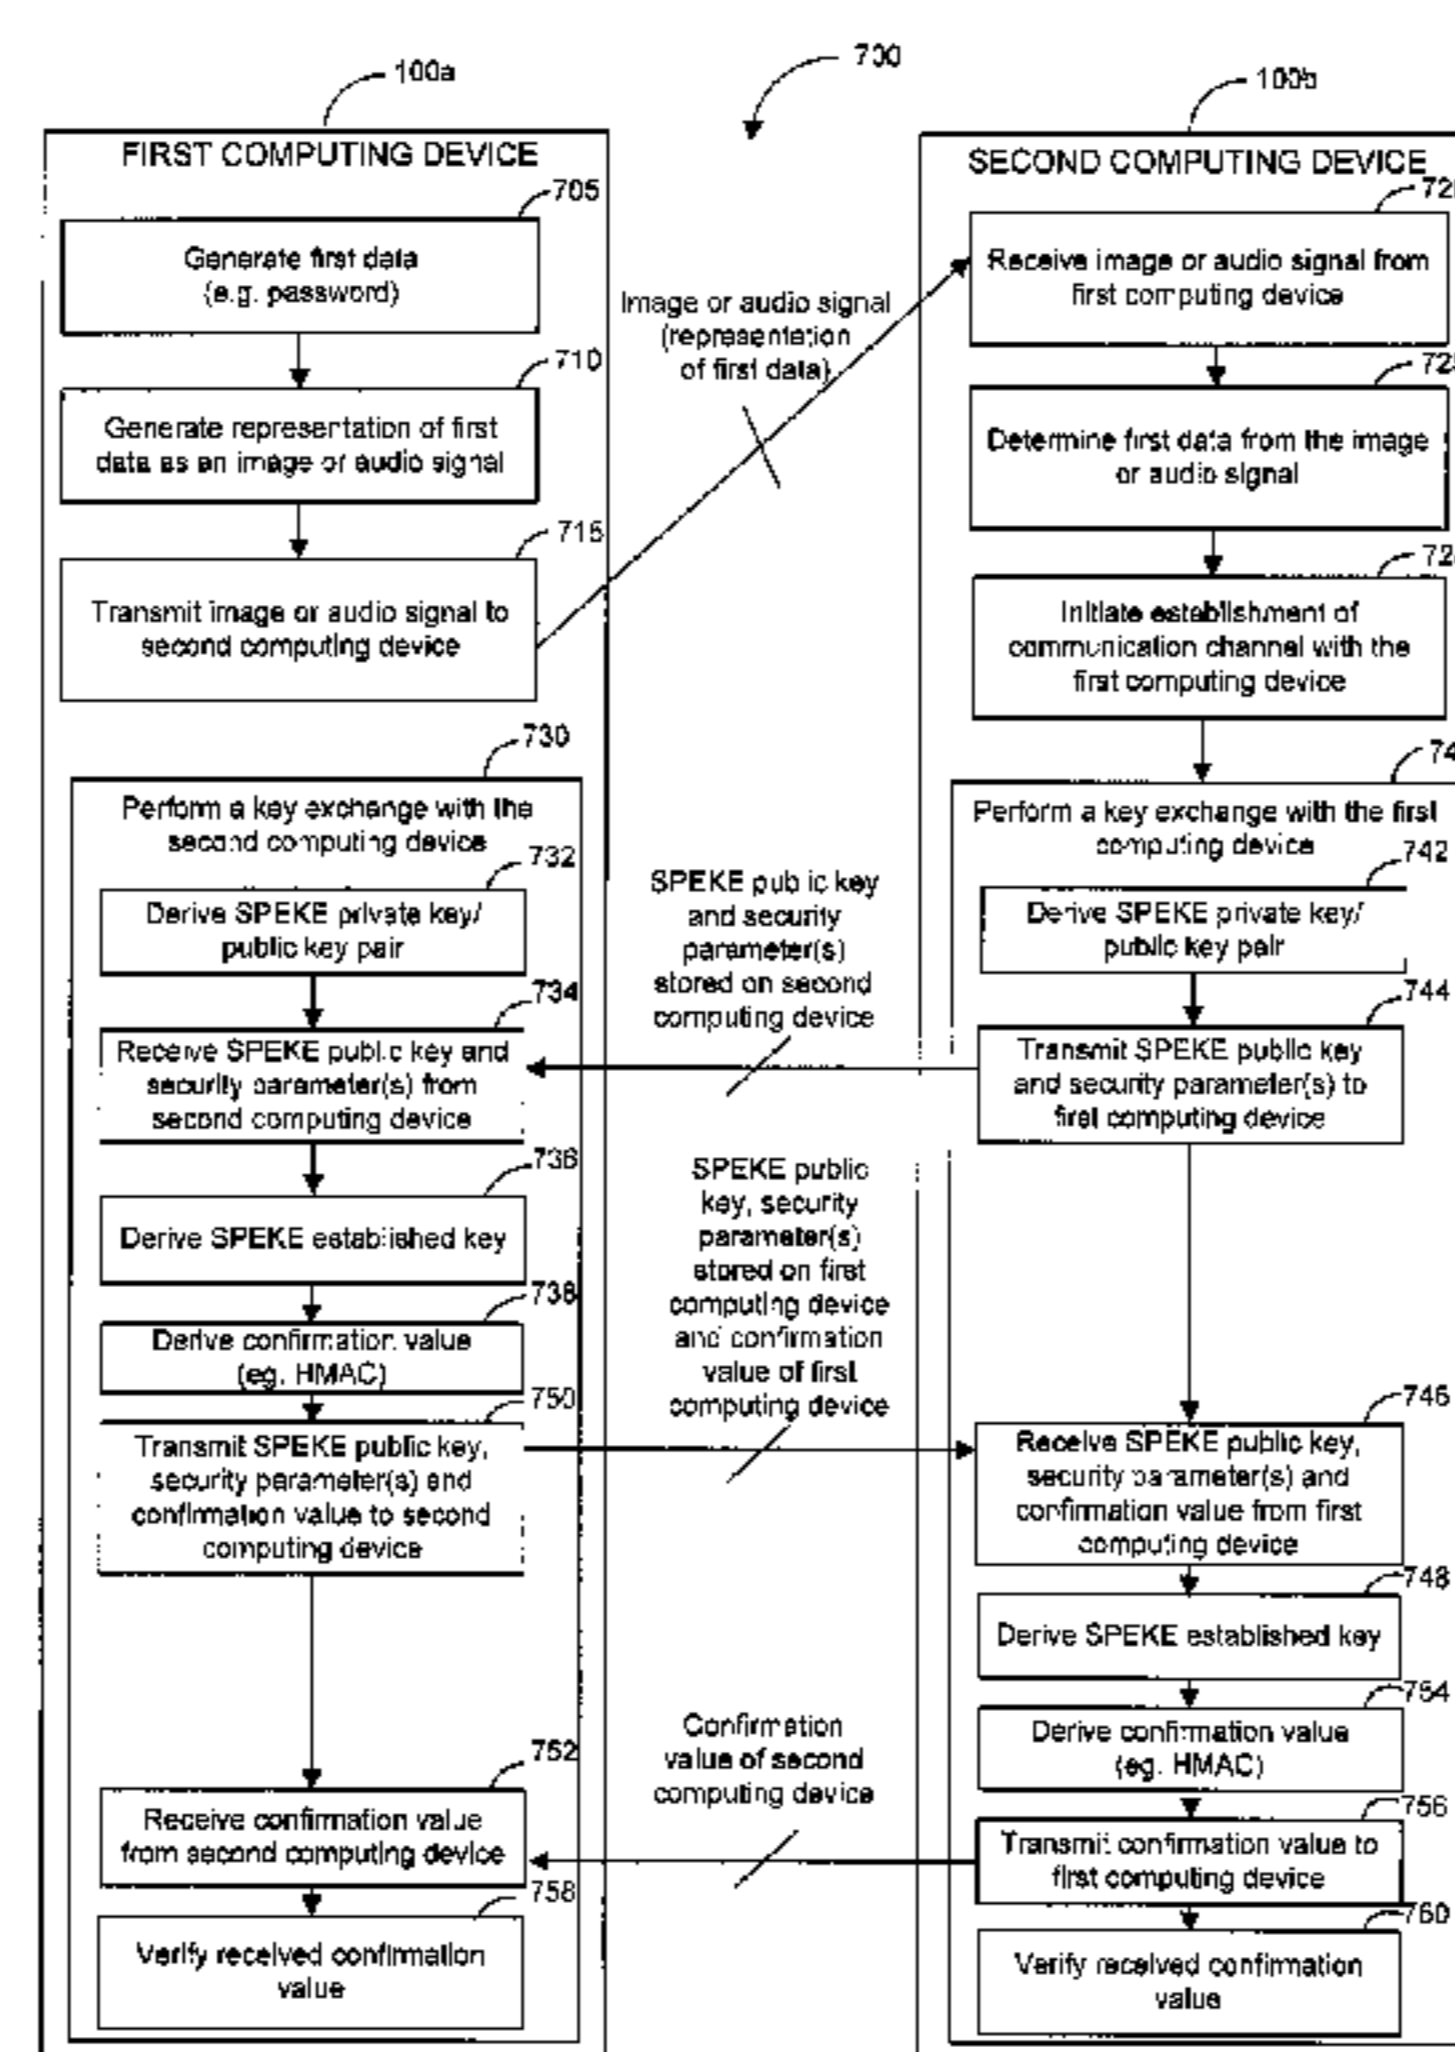 700
100a
FIRST COMPUTING DEVICE
705
Generate first data
(e.g. password)
710
Generate representation of first
data as an image or audio signal
715
Transmit image or audio signal to
second computing device
730
Perform a key exchange with the
second computing device
732
Derive SPEKE private key/
public key pair
734
Receive SPEKE public key and
security parameter(s) from
second computing device
736
Derive SPEKE established key
738
Derive confirmation value
(eg. HMAC)
750
Transmit SPEKE public key,
security parameter(s) and
confirmation value to second
computing device
752
Receive confirmation value
from second computing device
758
Verify received confirmation
value
Image or audio signal
(representation
of first data)
SPEKE public key
and security
parameter(s)
stored on second
computing device
SPEKE public
key, security
parameter(s)
stored on first
computing device
and confirmation
value of first
computing device
Confirmation
value of second
computing device
100b
SECOND COMPUTING DEVICE
Receive image or audio signal from
first computing device
Determine first data from the image
or audio signal
Initiate establishment of
communication channel with the
first computing device
Perform a key exchange with the first
computing device
742
Derive SPEKE private key/
public key pair
744
Transmit SPEKE public key
and security parameter(s) to
first computing device
746
Receive SPEKE public key,
security parameter(s) and
confirmation value from first
computing device
748
Derive SPEKE established key
754
Derive confirmation value
(eg. HMAC)
756
Transmit confirmation value to
first computing device
760
Verify received confirmation
value